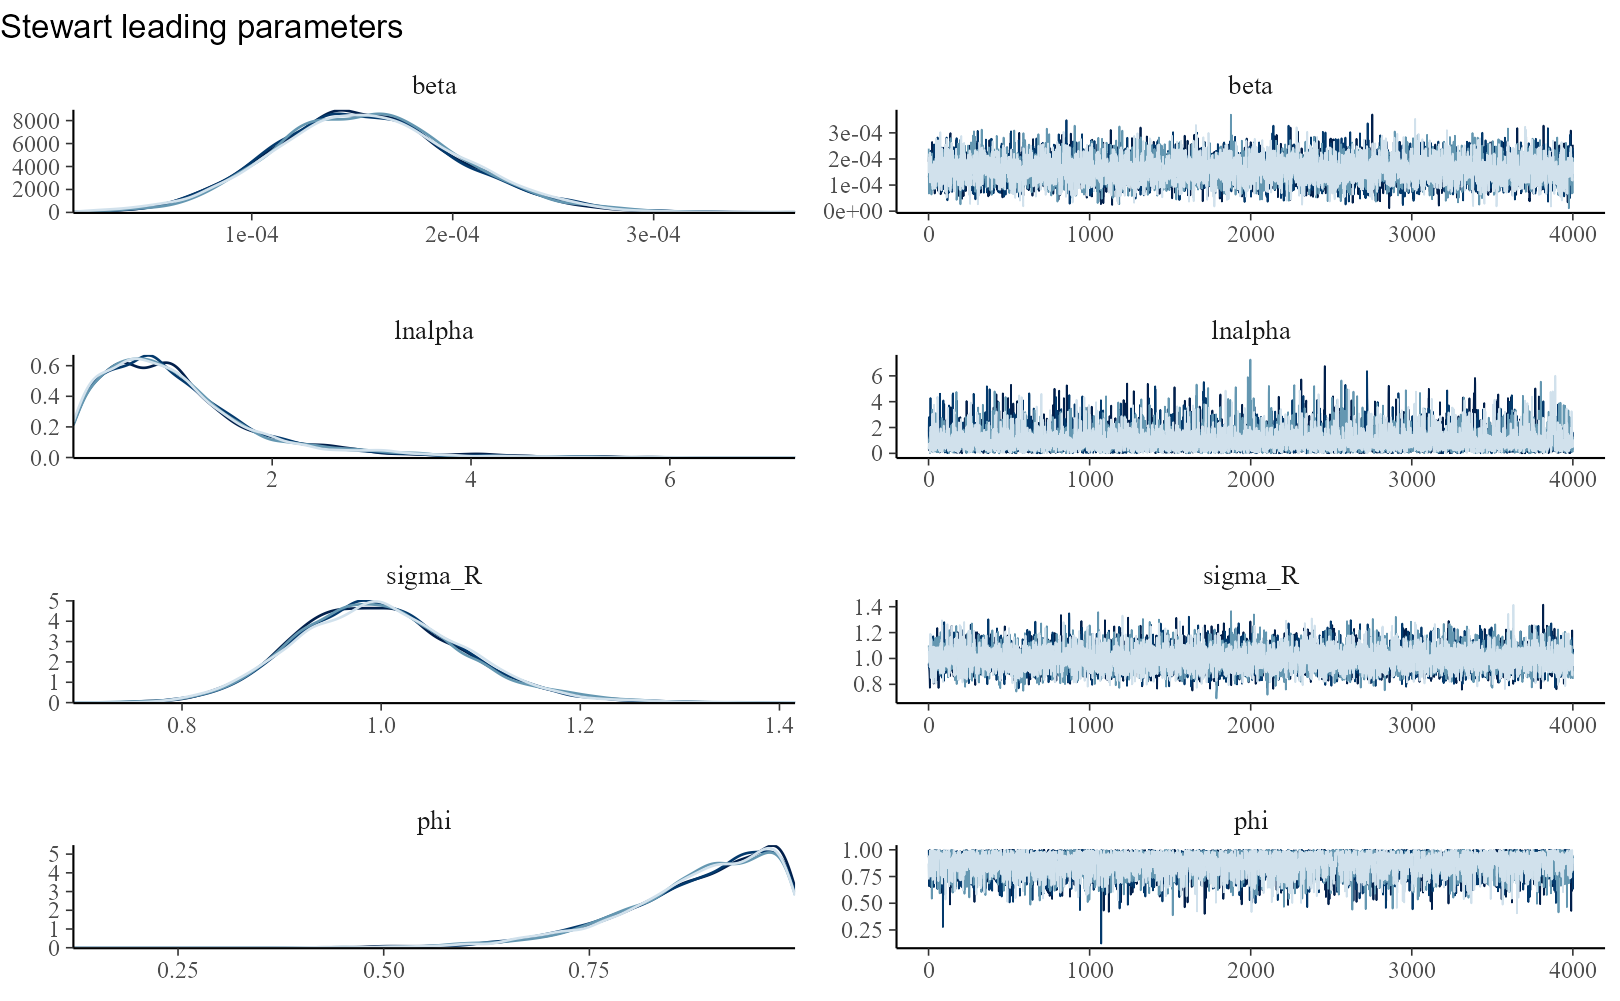 Stewart leading parameters
beta
8000
6000
4000
2000
0
1e-04 2e-04 3e-04
beta
3e-04
2e-04
1e-04
0e+00
0 1000 2000 3000 4000
lnalpha
0.6
0.4
0.2
0.0
2 4 6
lnalpha
6
4
2
0
0 1000 2000 3000 4000
sigma_R
5
4
3
2
1
0
0.8 1.0 1.2 1.4
sigma_R
1.4
1.2
1.0
0.8
0 1000 2000 3000 4000
phi
5
4
3
2
1
0
0.25 0.50 0.75
phi
1.00
0.75
0.50
0.25
0 1000 2000 3000 4000